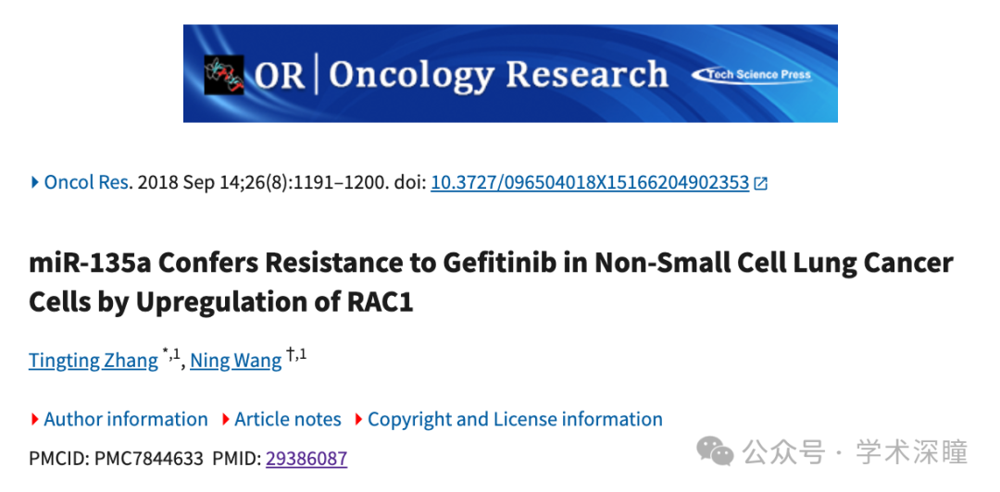 OR | Oncology Research
Tech Science Press
Oncol Res. 2018 Sep 14;26(8):1191–1200. doi: 10.3727/096504018X15166204902353
miR-135a Confers Resistance to Gefitinib in Non-Small Cell Lung Cancer
Cells by Upregulation of RAC1
Tingting Zhang *,1, Ning Wang †,1
Author information Article notes Copyright and License information
PMCID: PMC7844633 PMID: 29386087
公众号 · 学术深瞳